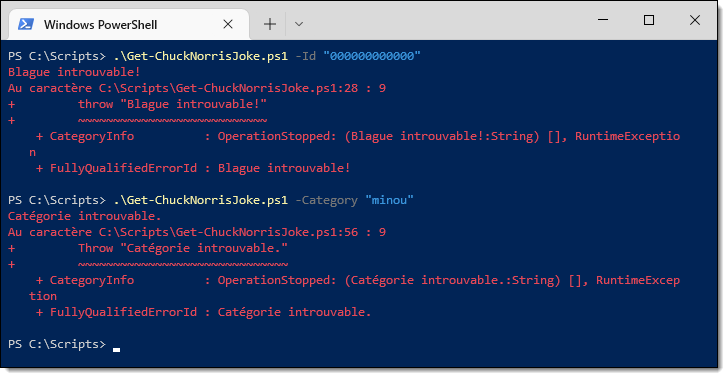 Windows PowerShell
PS C:\Scripts> .\Get-ChuckNorrisJoke.ps1 -Id "000000000000"
Blague introuvable!
Au caractère C:\Scripts\Get-ChuckNorrisJoke.ps1:28 : 9
+         throw "Blague introuvable!"
+         ~~~~~~~~~~~~~~~~~~~~~~~~~~~
    + CategoryInfo          : OperationStopped: (Blague introuvable!:String) [], RuntimeExceptio
   n
    + FullyQualifiedErrorId : Blague introuvable!
PS C:\Scripts> .\Get-ChuckNorrisJoke.ps1 -Category "minou"
Catégorie introuvable.
Au caractère C:\Scripts\Get-ChuckNorrisJoke.ps1:56 : 9
+         Throw "Catégorie introuvable."
+         ~~~~~~~~~~~~~~~~~~~~~~~~~~~~~~
    + CategoryInfo          : OperationStopped: (Catégorie introuvable.:String) [], RuntimeExcep
   tion
    + FullyQualifiedErrorId : Catégorie introuvable.
PS C:\Scripts>